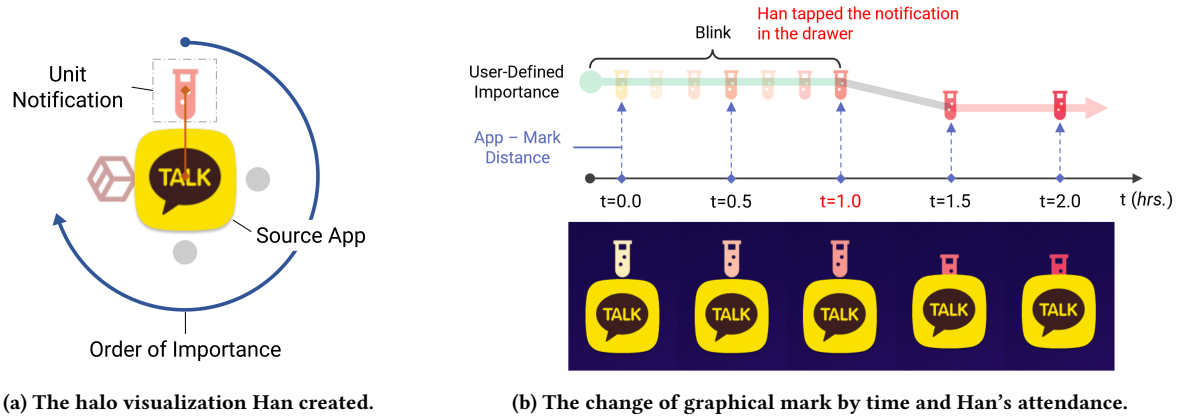 Unit
Notification
TALK
Source App
Order of Importance
(a) The halo visualization Han created.
Han tapped the notification
in the drawer
Blink
User-Defined
Importance
App – Mark
Distance
t=0.0
t=0.5
t=1.0
t=1.5
t=2.0
t (hrs.)
TALK
TALK
TALK
TALK
TALK
(b) The change of graphical mark by time and Han’s attendance.